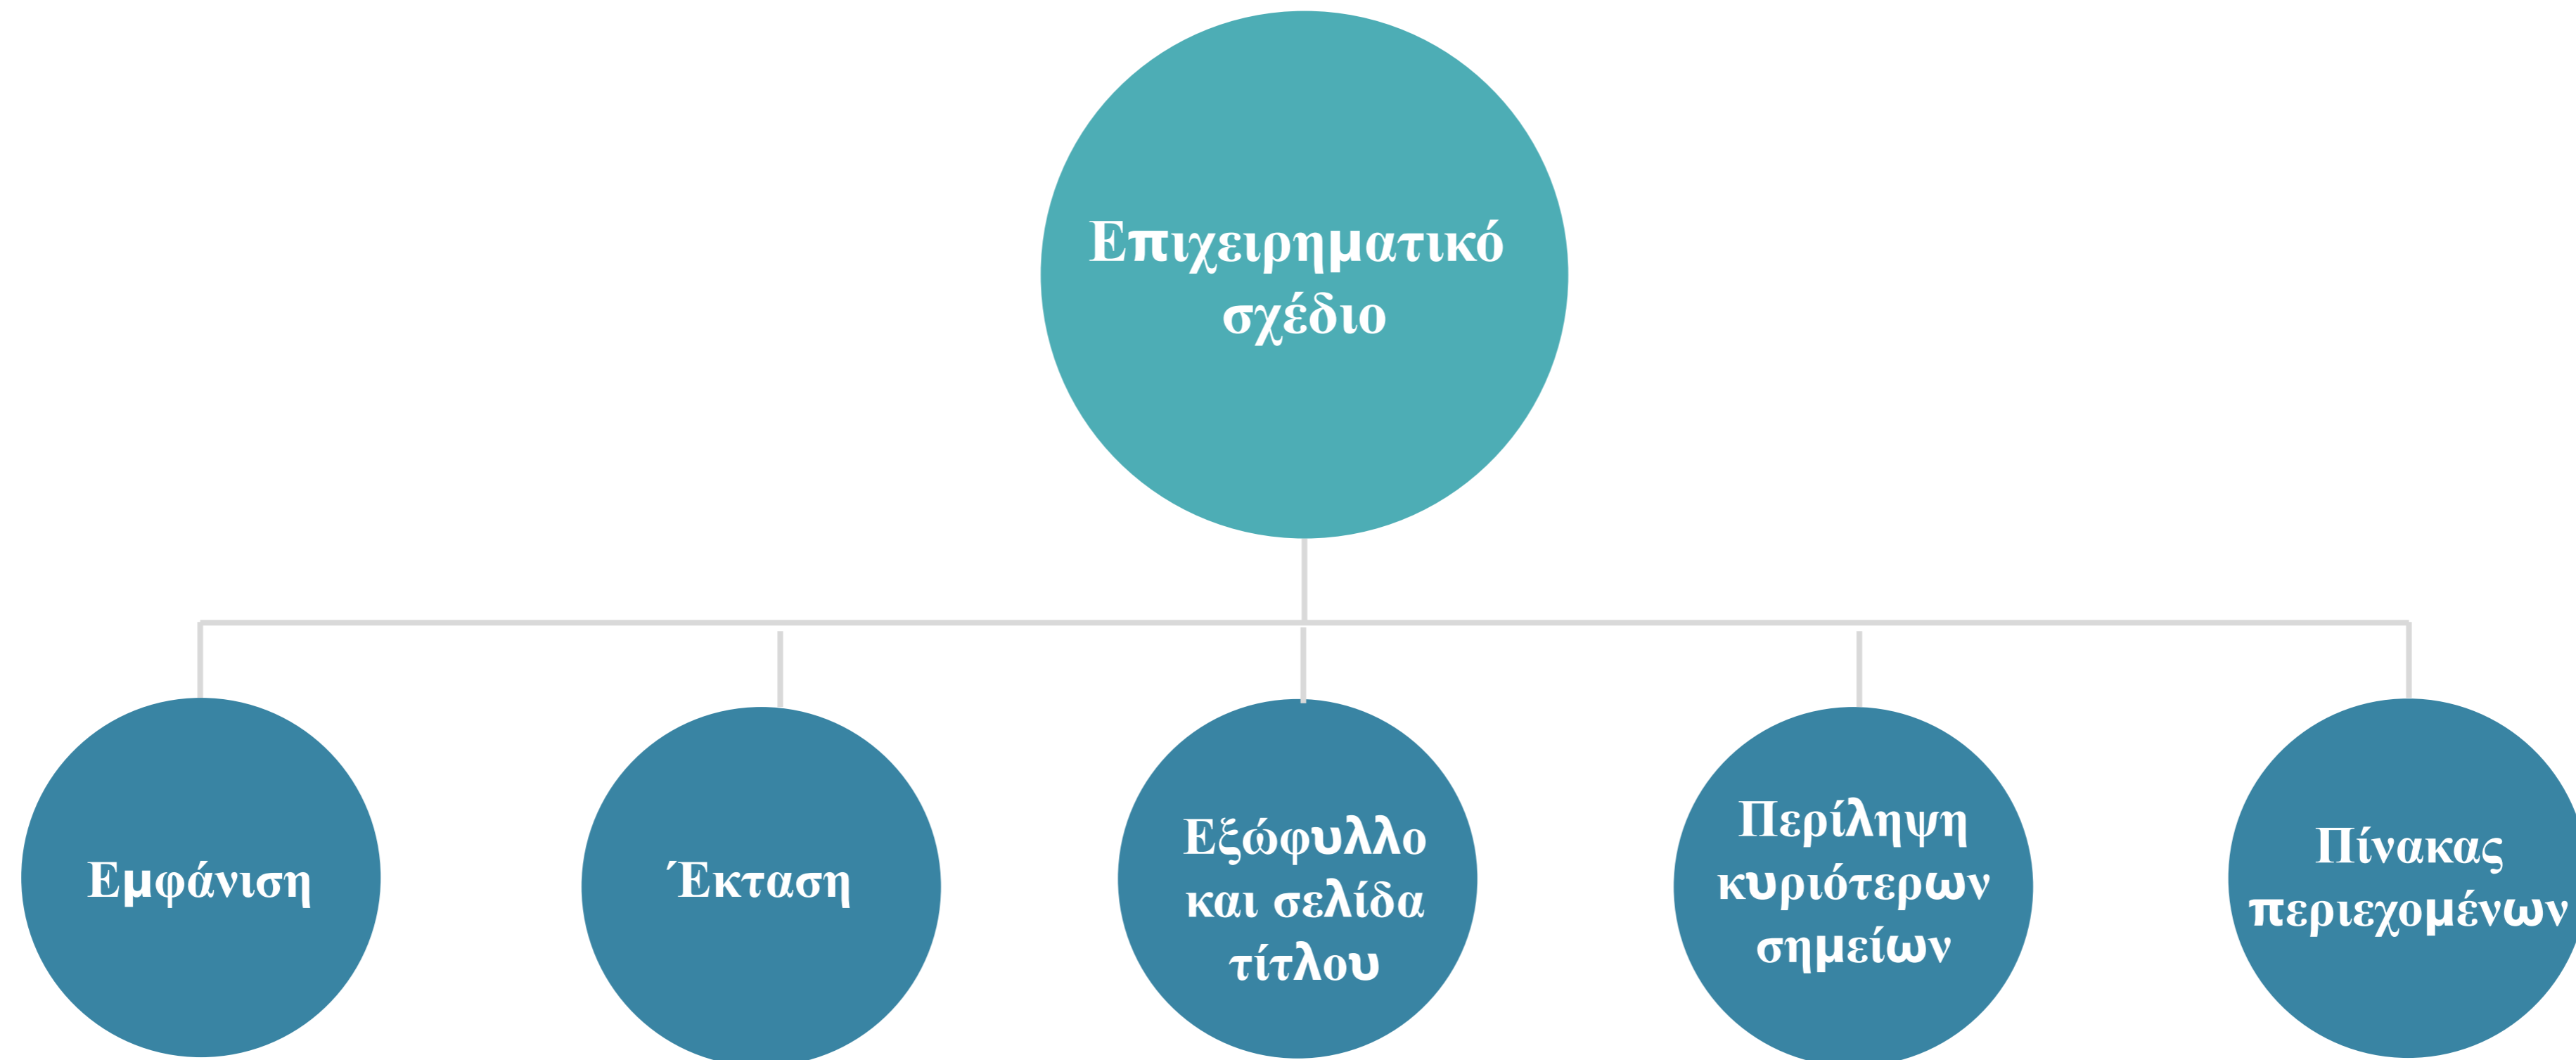 Επιχειρηματικό
σχέδιο
Εμφάνιση
Έκταση
Εξώφυλλο
και σελίδα
τίτλου
Περίληψη
κυριότερων
σημείων
Πίνακας
περιεχομένων